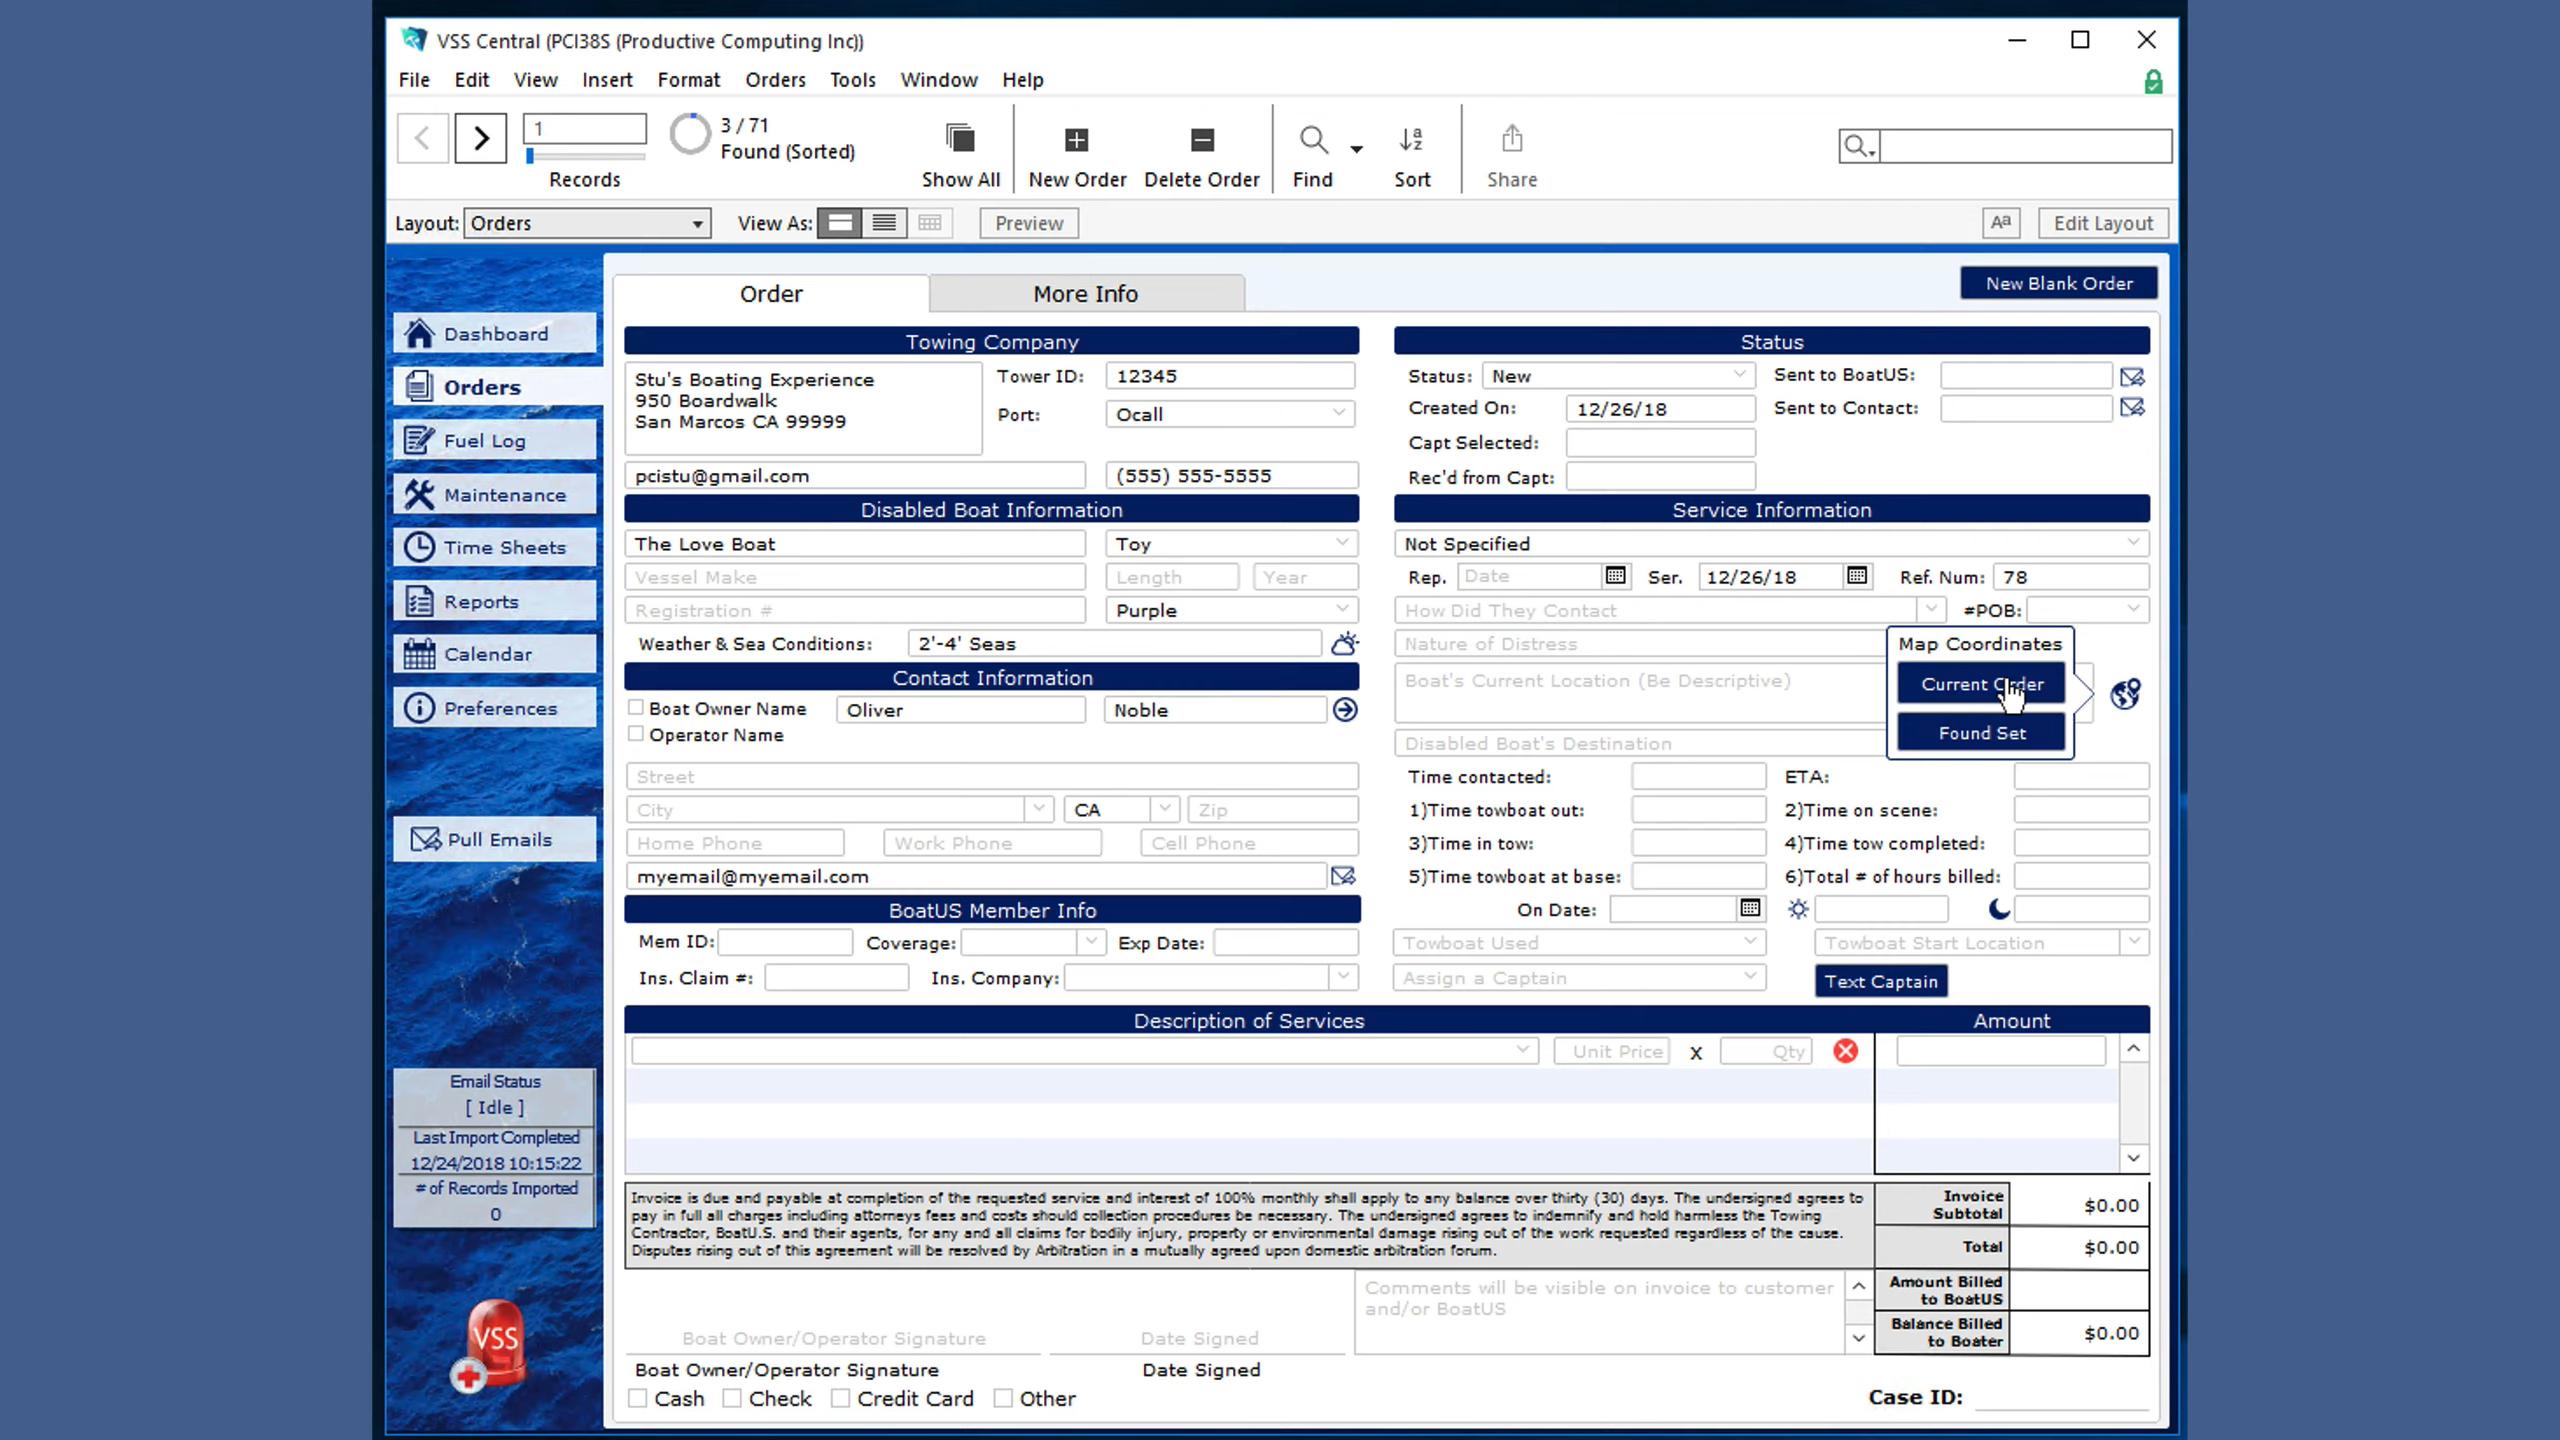 VSS Central (PCI38S (Productive Computing Inc))
File Edit View Insert Format Orders Tools Window Help
1
3 / 71
Found (Sorted)
Records
Show All
New Order
Delete Order
Find
Sort
Share
Layout: Orders
View As:
Preview
Aa
Edit Layout
Dashboard
Orders
Fuel Log
Maintenance
Time Sheets
Reports
Calendar
Preferences
Pull Emails
Email Status
[ Idle ]
Last Import Completed
12/24/2018 10:15:22
# of Records Imported
0
VSS
Order
More Info
New Blank Order
Towing Company
Stu's Boating Experience
950 Boardwalk
San Marcos CA 99999
Tower ID: 12345
Port: Ocall
pcistu@gmail.com
(555) 555-5555
Status
Status: New
Sent to BoatUS:
Created On: 12/26/18
Sent to Contact:
Capt Selected:
Rec'd from Capt:
Disabled Boat Information
The Love Boat
Toy
Vessel Make
Length
Year
Registration #
Purple
Weather & Sea Conditions: 2'-4' Seas
Service Information
Not Specified
Rep. Date
Ser. 12/26/18
Ref. Num: 78
How Did They Contact
#POB:
Nature of Distress
Boat's Current Location (Be Descriptive)
Disabled Boat's Destination
Map Coordinates
Current Order
Found Set
Contact Information
Boat Owner Name
Oliver
Noble
Operator Name
Street
City
CA
Zip
Home Phone
Work Phone
Cell Phone
myemail@myemail.com
Time contacted:
ETA:
1)Time towboat out:
2)Time on scene:
3)Time in tow:
4)Time tow completed:
5)Time towboat at base:
6)Total # of hours billed:
On Date:
Towboat Used
Towboat Start Location
Assign a Captain
Text Captain
BoatUS Member Info
Mem ID:
Coverage:
Exp Date:
Ins. Claim #:
Ins. Company:
Description of Services
Amount
Unit Price
x
Qty
Invoice is due and payable at completion of the requested service and interest of 100% monthly shall apply to any balance over thirty (30) days. The undersigned agrees to
pay in full all charges including attorneys fees and costs should collection procedures be necessary. The undersigned agrees to indemnify and hold harmless the Towing
Contractor, BoatU.S. and their agents, for any and all claims for bodily injury, property or environmental damage rising out of the work requested regardless of the cause.
Disputes rising out of this agreement will be resolved by Arbitration in a mutually agreed upon domestic arbitration forum.
Invoice
Subtotal
$0.00
Total
$0.00
Amount Billed
to BoatUS
Balance Billed
to Boater
$0.00
Comments will be visible on invoice to customer
and/or BoatUS
Boat Owner/Operator Signature
Date Signed
Boat Owner/Operator Signature
Date Signed
Cash
Check
Credit Card
Other
Case ID: